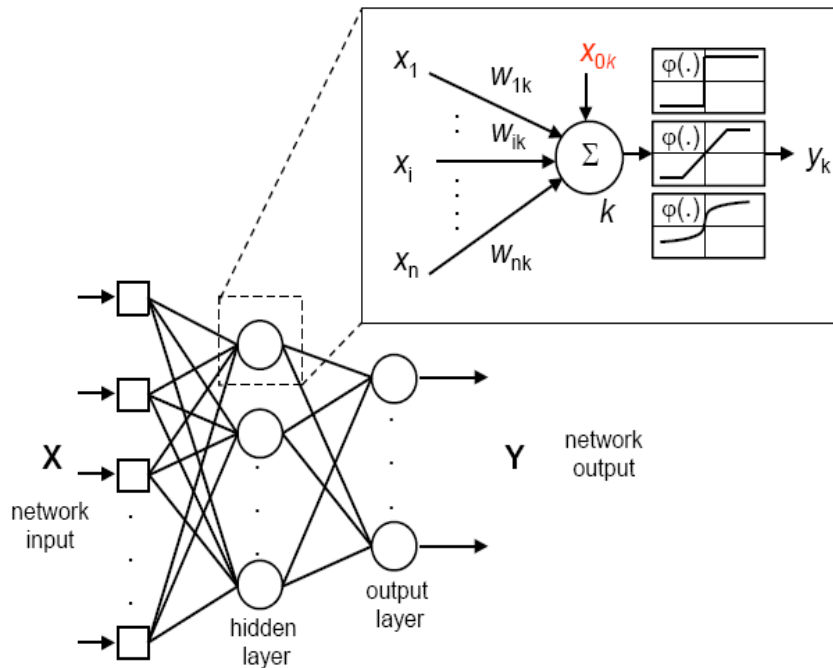 x₁
w₁ₖ
x₀ₖ
φ(.)
wᵢₖ
xᵢ
Σ
φ(.)
yₖ
k
φ(.)
xₙ
wₙₖ
X
network
input
Y
network
output
hidden
layer
output
layer